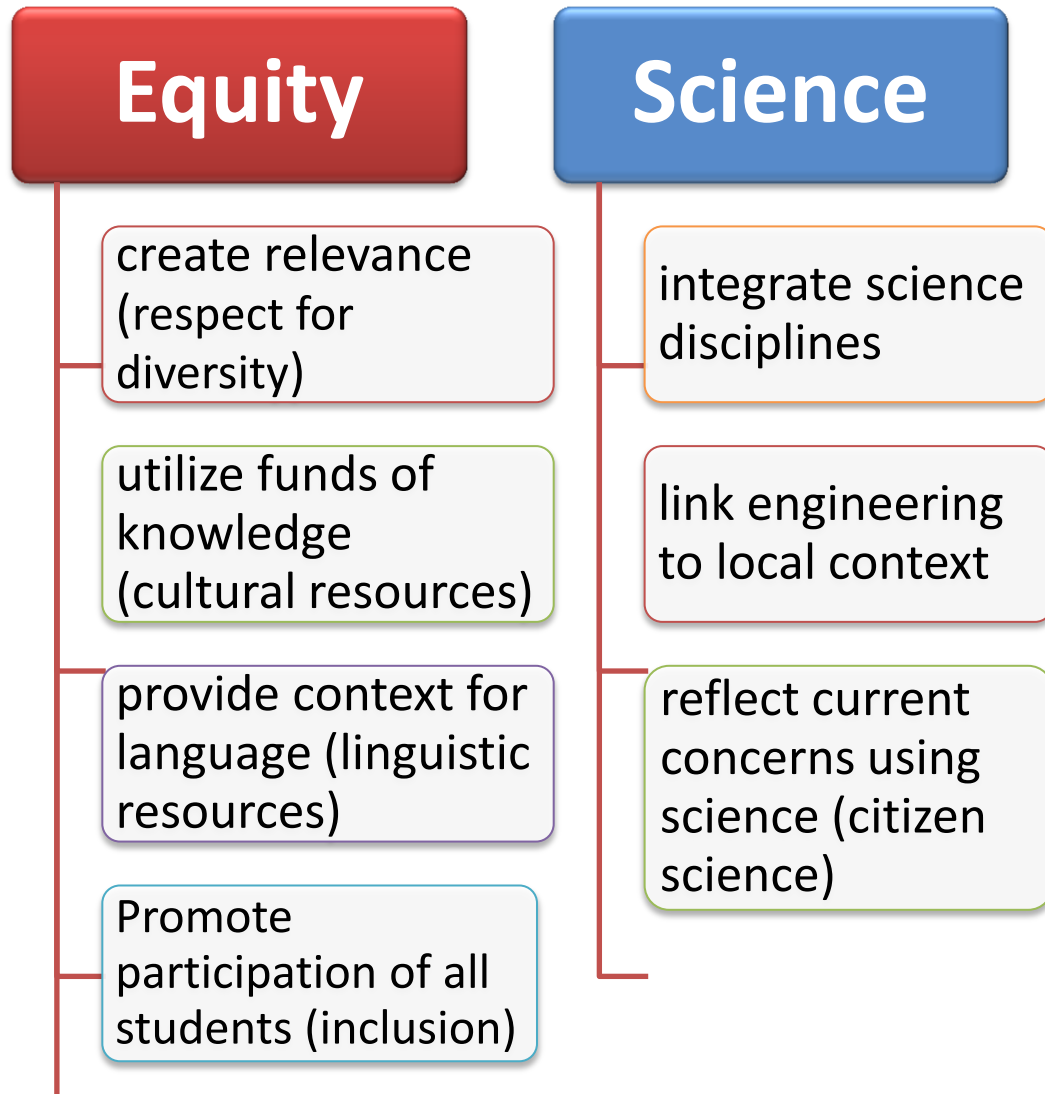 Equity
create relevance
(respect for
diversity)
utilize funds of
knowledge
(cultural resources)
provide context for
language (linguistic
resources)
Promote
participation of all
students (inclusion)
Science
integrate science
disciplines
link engineering
to local context
reflect current
concerns using
science (citizen
science)